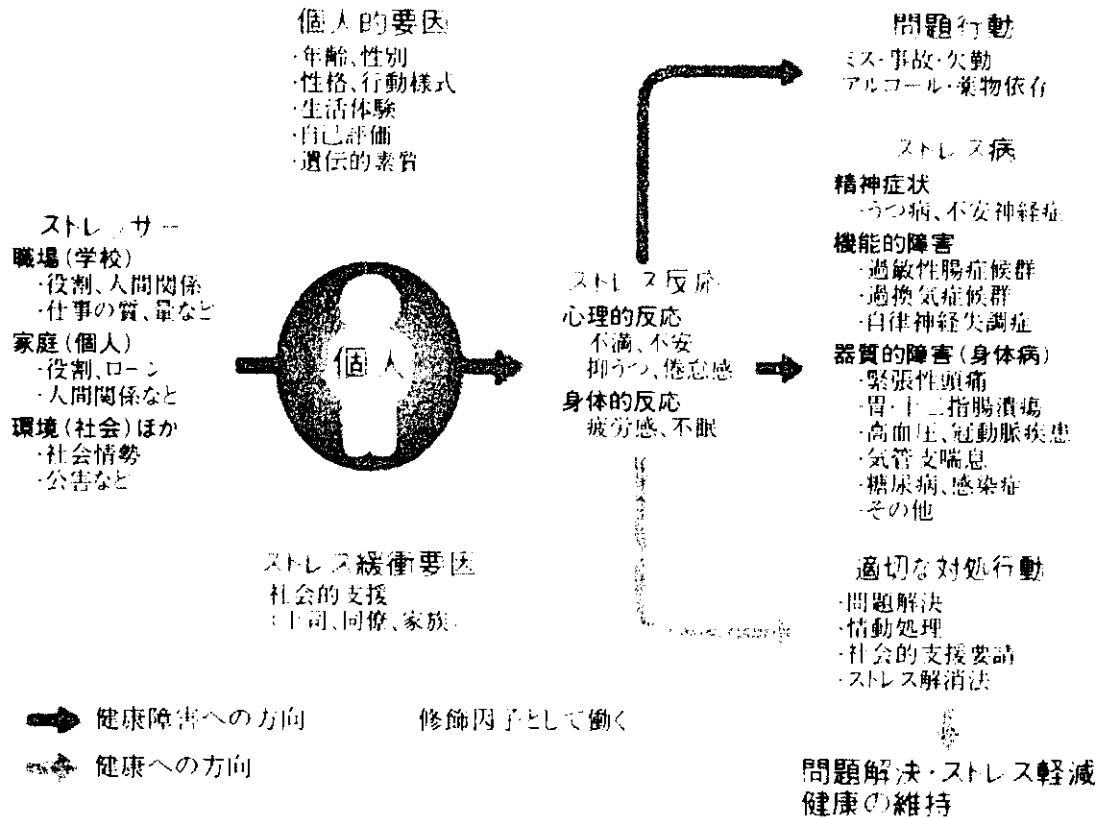 個人的要因
・年齢、性別
・性格、行動様式
・生活体験
・自己評価
・遺伝的素質
ストレッサー
職場(学校)
・役割、人間関係
・仕事の質、量など
家庭(個人)
・役割、ローン
・人間関係など
環境(社会)ほか
・社会情勢
・公害など
個人
ストレス緩衝要因
社会的支援
(上司、同僚、家族)
ストレス反応
心理的反応
不満、不安
抑うつ、倦怠感
身体的反応
疲労感、不眠
問題行動
ミス・事故・欠勤
アルコール・薬物依存
ストレス病
精神症状
・うつ病、不安神経症
機能的障害
・過敏性腸症候群
・過換気症候群
・自律神経失調症
器質的障害(身体病)
・緊張性頭痛
・胃・十二指腸潰瘍
・高血圧、冠動脈疾患
・気管支喘息
・糖尿病、感染症
・その他
適切な対処行動
・問題解決
・情動処理
・社会的支援要請
・ストレス解消法
問題解決・ストレス軽減
健康の維持
健康障害への方向
修飾因子として働く
健康への方向